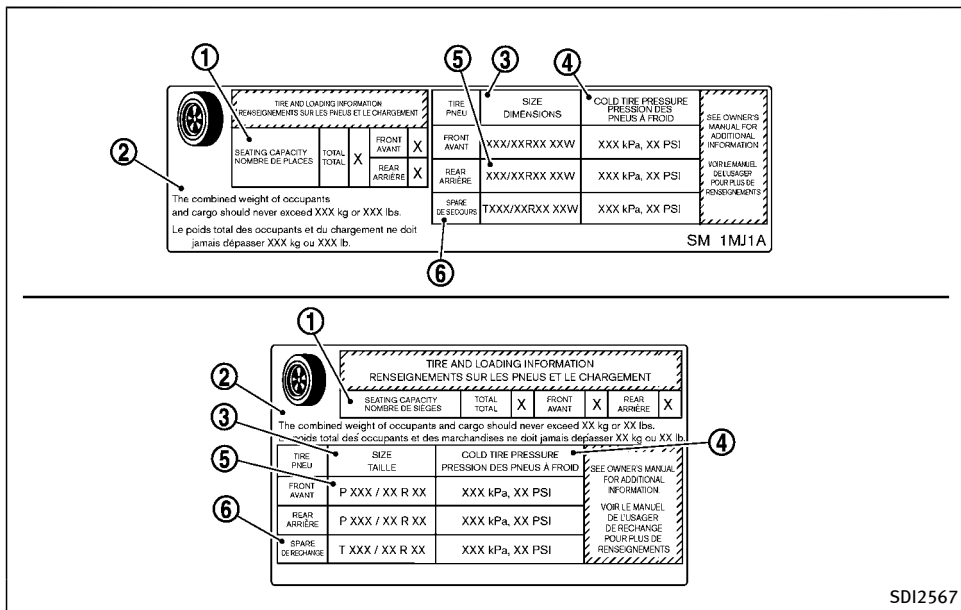 ① ⑤ ③ ④
TIRE AND LOADING INFORMATION
RENSEIGNEMENTS SUR LES PNEUS ET LE CHARGEMENT
SEATING CAPACITY
NOMBRE DE PLACES
TOTAL
TOTAL
X
FRONT
AVANT
X
REAR
ARRIÈRE
X
②
The combined weight of occupants
and cargo should never exceed XXX kg or XXX lbs.
Le poids total des occupants et du chargement ne doit
jamais dépasser XXX kg ou XXX lb.
TIRE
PNEU
SIZE
DIMENSIONS
COLD TIRE PRESSURE
PRESSION DES
PNEUS À FROID
FRONT
AVANT
XXX/XXRXX XXW
XXX kPa, XX PSI
REAR
ARRIÈRE
XXX/XXRXX XXW
XXX kPa, XX PSI
SPARE
DE SECOURS
TXXX/XXRXX XXW
XXX kPa, XX PSI
SEE OWNER'S
MANUAL FOR
ADDITIONAL
INFORMATION
VOIR LE MANUEL
DE L'USAGER
POUR PLUS DE
RENSEIGNEMENTS
SM 1MJ1A
⑥
①
TIRE AND LOADING INFORMATION
RENSEIGNEMENTS SUR LES PNEUS ET LE CHARGEMENT
②
SEATING CAPACITY
NOMBRE DE SIÈGES
TOTAL
TOTAL
X
FRONT
AVANT
X
REAR
ARRIÈRE
X
The combined weight of occupants and cargo should never exceed XX kg or XX lbs.
Le poids total des occupants et des marchandises ne doit jamais dépasser XX kg ou XX lb.
③ ④
TIRE
PNEU
SIZE
TAILLE
COLD TIRE PRESSURE
PRESSION DES PNEUS À FROID
⑤
FRONT
AVANT
P XXX / XX R XX
XXX kPa, XX PSI
REAR
ARRIÈRE
P XXX / XX R XX
XXX kPa, XX PSI
⑥
SPARE
DE RECHANGE
T XXX / XX R XX
XXX kPa, XX PSI
SEE OWNER'S MANUAL
FOR ADDITIONAL
INFORMATION.
VOIR LE MANUEL
DE L'USAGER
DE RECHANGE
POUR PLUS DE
RENSEIGNEMENTS
SDI2567